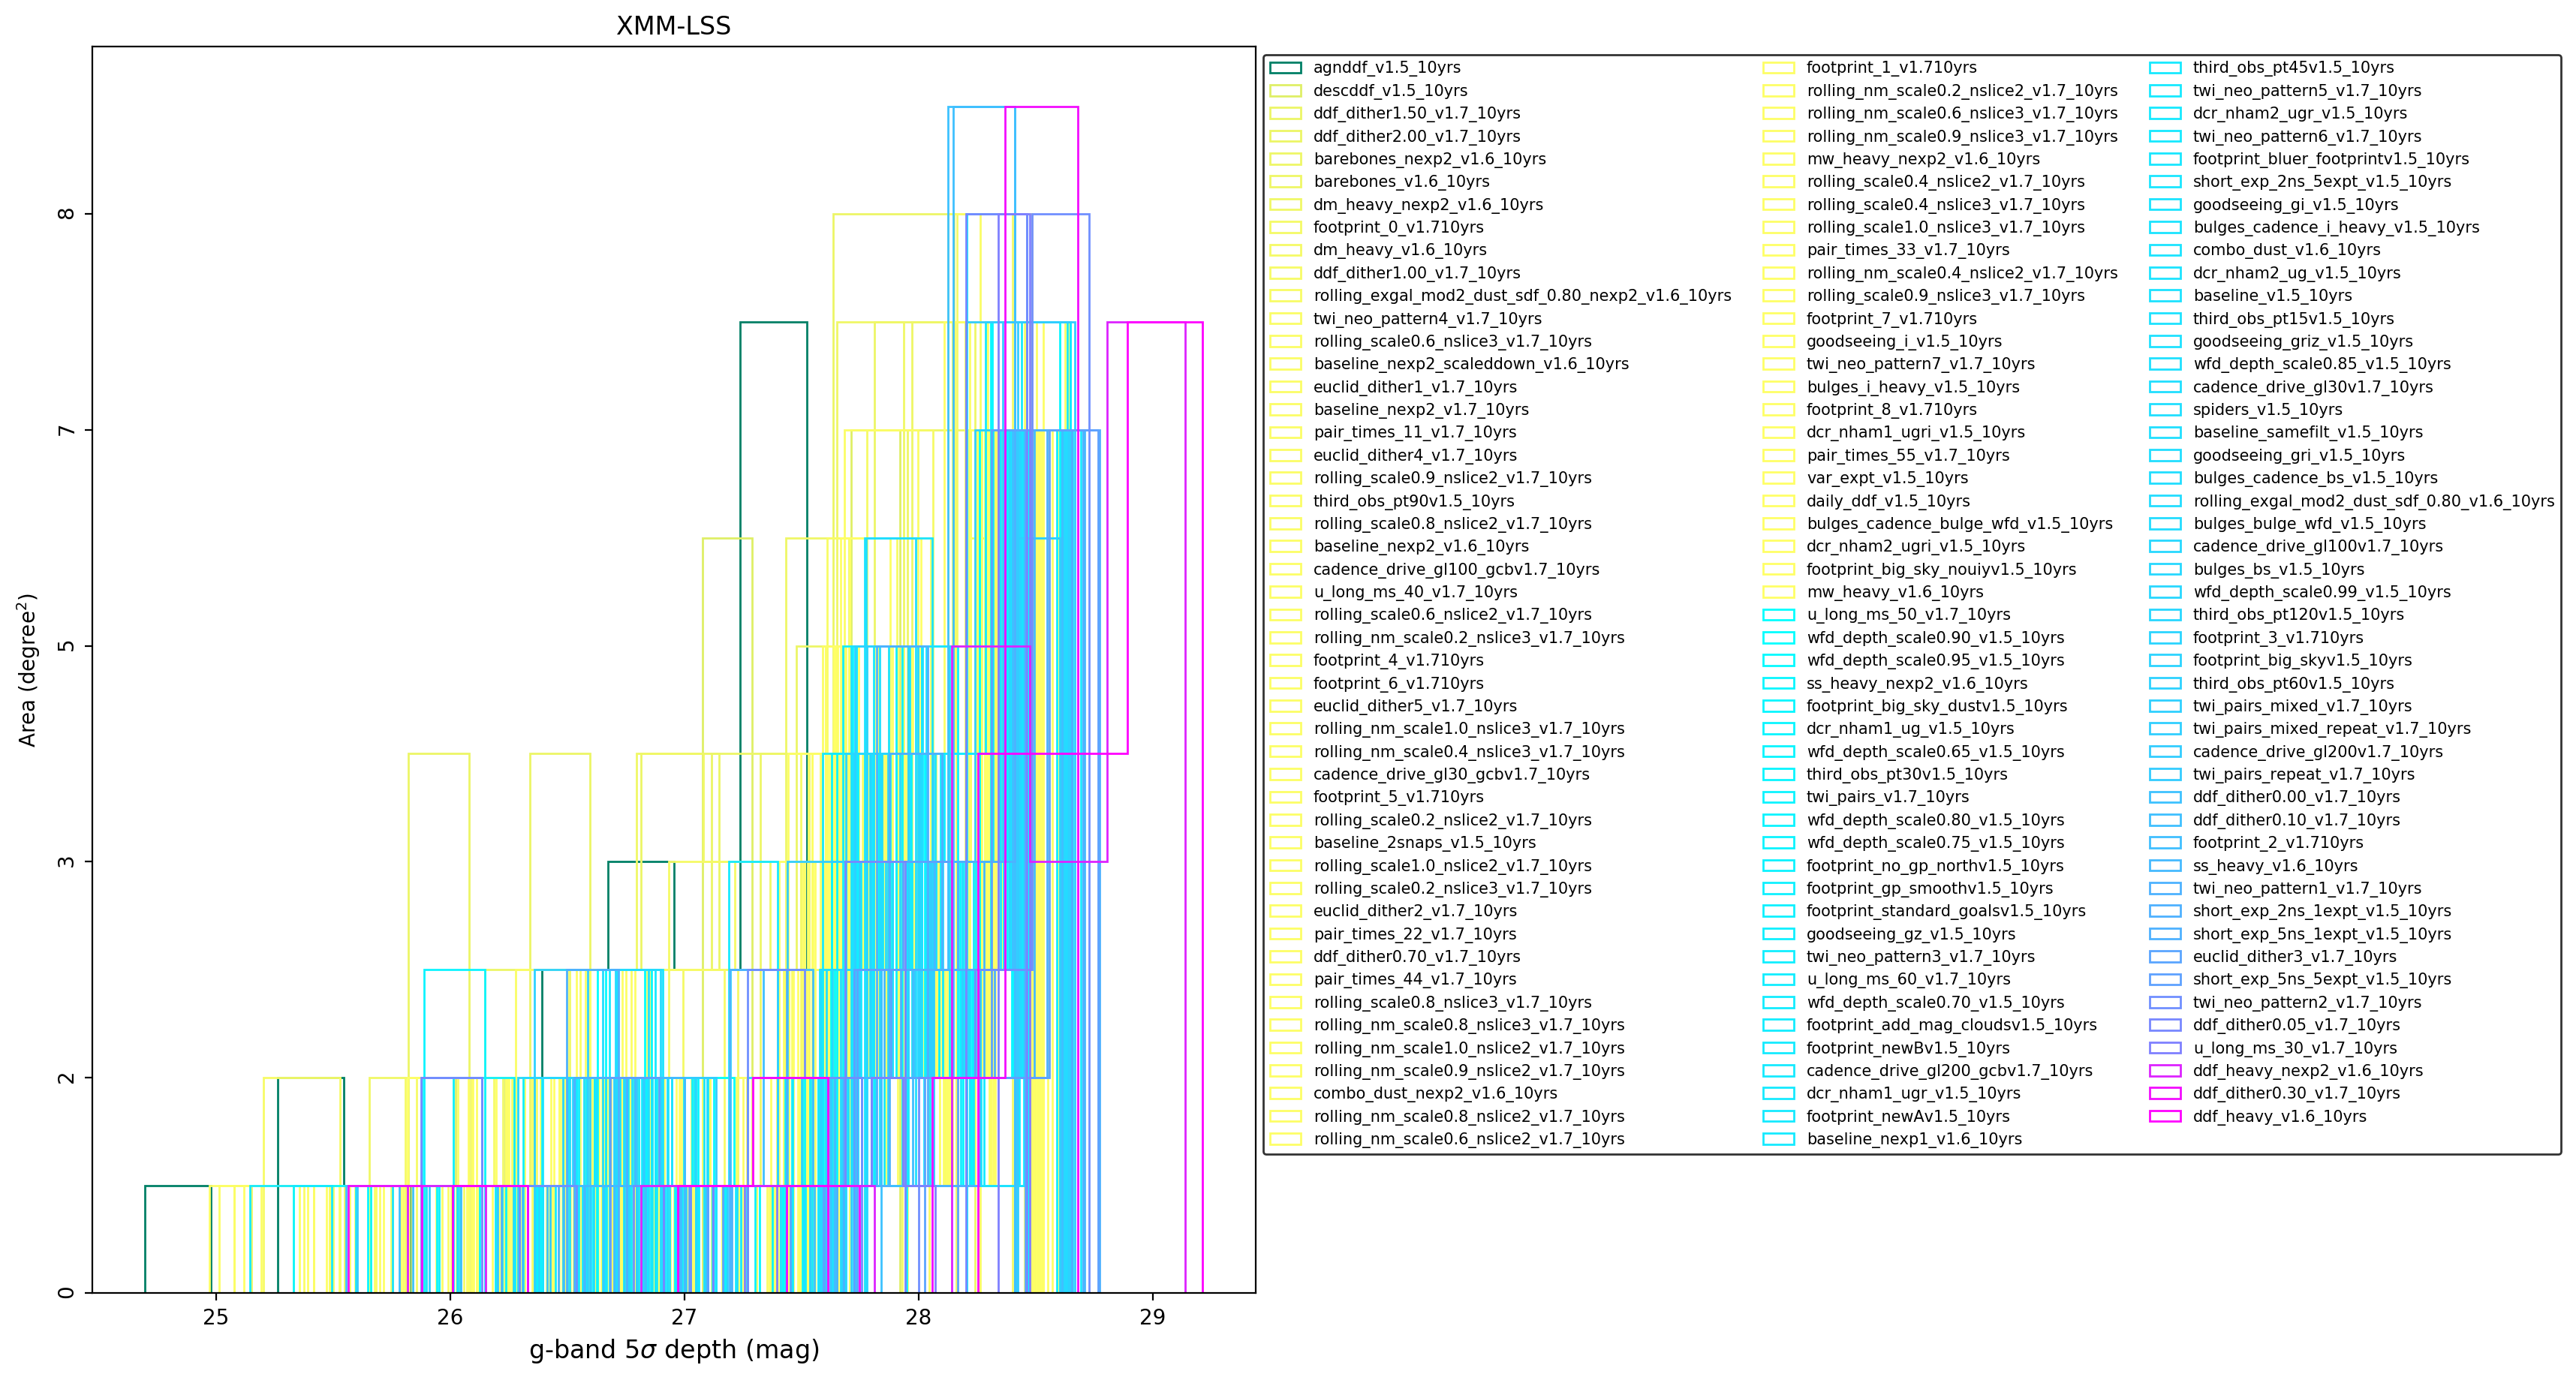 XMM-LSS
8
7
5
3
2
0
Area (degree²)
25 26 27 28 29
g-band 5σ depth (mag)
agnddf_v1.5_10yrs
descddf_v1.5_10yrs
ddf_dither1.50_v1.7_10yrs
ddf_dither2.00_v1.7_10yrs
barebones_nexp2_v1.6_10yrs
barebones_v1.6_10yrs
dm_heavy_nexp2_v1.6_10yrs
footprint_0_v1.710yrs
dm_heavy_v1.6_10yrs
ddf_dither1.00_v1.7_10yrs
rolling_exgal_mod2_dust_sdf_0.80_nexp2_v1.6_10yrs
twi_neo_pattern4_v1.7_10yrs
rolling_scale0.6_nslice3_v1.7_10yrs
baseline_nexp2_scaleddown_v1.6_10yrs
euclid_dither1_v1.7_10yrs
baseline_nexp2_v1.7_10yrs
pair_times_11_v1.7_10yrs
euclid_dither4_v1.7_10yrs
rolling_scale0.9_nslice2_v1.7_10yrs
third_obs_pt90v1.5_10yrs
rolling_scale0.8_nslice2_v1.7_10yrs
baseline_nexp2_v1.6_10yrs
cadence_drive_gl100_gcbv1.7_10yrs
u_long_ms_40_v1.7_10yrs
rolling_scale0.6_nslice2_v1.7_10yrs
rolling_nm_scale0.2_nslice3_v1.7_10yrs
footprint_4_v1.710yrs
footprint_6_v1.710yrs
euclid_dither5_v1.7_10yrs
rolling_nm_scale1.0_nslice3_v1.7_10yrs
rolling_nm_scale0.4_nslice3_v1.7_10yrs
cadence_drive_gl30_gcbv1.7_10yrs
footprint_5_v1.710yrs
rolling_scale0.2_nslice2_v1.7_10yrs
baseline_2snaps_v1.5_10yrs
rolling_scale1.0_nslice2_v1.7_10yrs
rolling_scale0.2_nslice3_v1.7_10yrs
euclid_dither2_v1.7_10yrs
pair_times_22_v1.7_10yrs
ddf_dither0.70_v1.7_10yrs
pair_times_44_v1.7_10yrs
rolling_scale0.8_nslice3_v1.7_10yrs
rolling_nm_scale0.8_nslice3_v1.7_10yrs
rolling_nm_scale1.0_nslice2_v1.7_10yrs
rolling_nm_scale0.9_nslice2_v1.7_10yrs
combo_dust_nexp2_v1.6_10yrs
rolling_nm_scale0.8_nslice2_v1.7_10yrs
rolling_nm_scale0.6_nslice2_v1.7_10yrs
footprint_1_v1.710yrs
rolling_nm_scale0.2_nslice2_v1.7_10yrs
rolling_nm_scale0.6_nslice3_v1.7_10yrs
rolling_nm_scale0.9_nslice3_v1.7_10yrs
mw_heavy_nexp2_v1.6_10yrs
rolling_scale0.4_nslice2_v1.7_10yrs
rolling_scale0.4_nslice3_v1.7_10yrs
rolling_scale1.0_nslice3_v1.7_10yrs
pair_times_33_v1.7_10yrs
rolling_nm_scale0.4_nslice2_v1.7_10yrs
rolling_scale0.9_nslice3_v1.7_10yrs
footprint_7_v1.710yrs
goodseeing_i_v1.5_10yrs
twi_neo_pattern7_v1.7_10yrs
bulges_i_heavy_v1.5_10yrs
footprint_8_v1.710yrs
dcr_nham1_ugri_v1.5_10yrs
pair_times_55_v1.7_10yrs
var_expt_v1.5_10yrs
daily_ddf_v1.5_10yrs
bulges_cadence_bulge_wfd_v1.5_10yrs
dcr_nham2_ugri_v1.5_10yrs
footprint_big_sky_nouiyv1.5_10yrs
mw_heavy_v1.6_10yrs
u_long_ms_50_v1.7_10yrs
wfd_depth_scale0.90_v1.5_10yrs
wfd_depth_scale0.95_v1.5_10yrs
ss_heavy_nexp2_v1.6_10yrs
footprint_big_sky_dustv1.5_10yrs
dcr_nham1_ug_v1.5_10yrs
wfd_depth_scale0.65_v1.5_10yrs
third_obs_pt30v1.5_10yrs
twi_pairs_v1.7_10yrs
wfd_depth_scale0.80_v1.5_10yrs
wfd_depth_scale0.75_v1.5_10yrs
footprint_no_gp_northv1.5_10yrs
footprint_gp_smoothv1.5_10yrs
footprint_standard_goalsv1.5_10yrs
goodseeing_gz_v1.5_10yrs
twi_neo_pattern3_v1.7_10yrs
u_long_ms_60_v1.7_10yrs
wfd_depth_scale0.70_v1.5_10yrs
footprint_add_mag_cloudsv1.5_10yrs
footprint_newBv1.5_10yrs
cadence_drive_gl200_gcbv1.7_10yrs
dcr_nham1_ugr_v1.5_10yrs
footprint_newAv1.5_10yrs
baseline_nexp1_v1.6_10yrs
third_obs_pt45v1.5_10yrs
twi_neo_pattern5_v1.7_10yrs
dcr_nham2_ugr_v1.5_10yrs
twi_neo_pattern6_v1.7_10yrs
footprint_bluer_footprintv1.5_10yrs
short_exp_2ns_5expt_v1.5_10yrs
goodseeing_gi_v1.5_10yrs
bulges_cadence_i_heavy_v1.5_10yrs
combo_dust_v1.6_10yrs
dcr_nham2_ug_v1.5_10yrs
baseline_v1.5_10yrs
third_obs_pt15v1.5_10yrs
goodseeing_griz_v1.5_10yrs
wfd_depth_scale0.85_v1.5_10yrs
cadence_drive_gl30v1.7_10yrs
spiders_v1.5_10yrs
baseline_samefilt_v1.5_10yrs
goodseeing_gri_v1.5_10yrs
bulges_cadence_bs_v1.5_10yrs
rolling_exgal_mod2_dust_sdf_0.80_v1.6_10yrs
bulges_bulge_wfd_v1.5_10yrs
cadence_drive_gl100v1.7_10yrs
bulges_bs_v1.5_10yrs
wfd_depth_scale0.99_v1.5_10yrs
third_obs_pt120v1.5_10yrs
footprint_3_v1.710yrs
footprint_big_skyv1.5_10yrs
third_obs_pt60v1.5_10yrs
twi_pairs_mixed_v1.7_10yrs
twi_pairs_mixed_repeat_v1.7_10yrs
cadence_drive_gl200v1.7_10yrs
twi_pairs_repeat_v1.7_10yrs
ddf_dither0.00_v1.7_10yrs
ddf_dither0.10_v1.7_10yrs
footprint_2_v1.710yrs
ss_heavy_v1.6_10yrs
twi_neo_pattern1_v1.7_10yrs
short_exp_2ns_1expt_v1.5_10yrs
short_exp_5ns_1expt_v1.5_10yrs
euclid_dither3_v1.7_10yrs
short_exp_5ns_5expt_v1.5_10yrs
twi_neo_pattern2_v1.7_10yrs
ddf_dither0.05_v1.7_10yrs
u_long_ms_30_v1.7_10yrs
ddf_heavy_nexp2_v1.6_10yrs
ddf_dither0.30_v1.7_10yrs
ddf_heavy_v1.6_10yrs